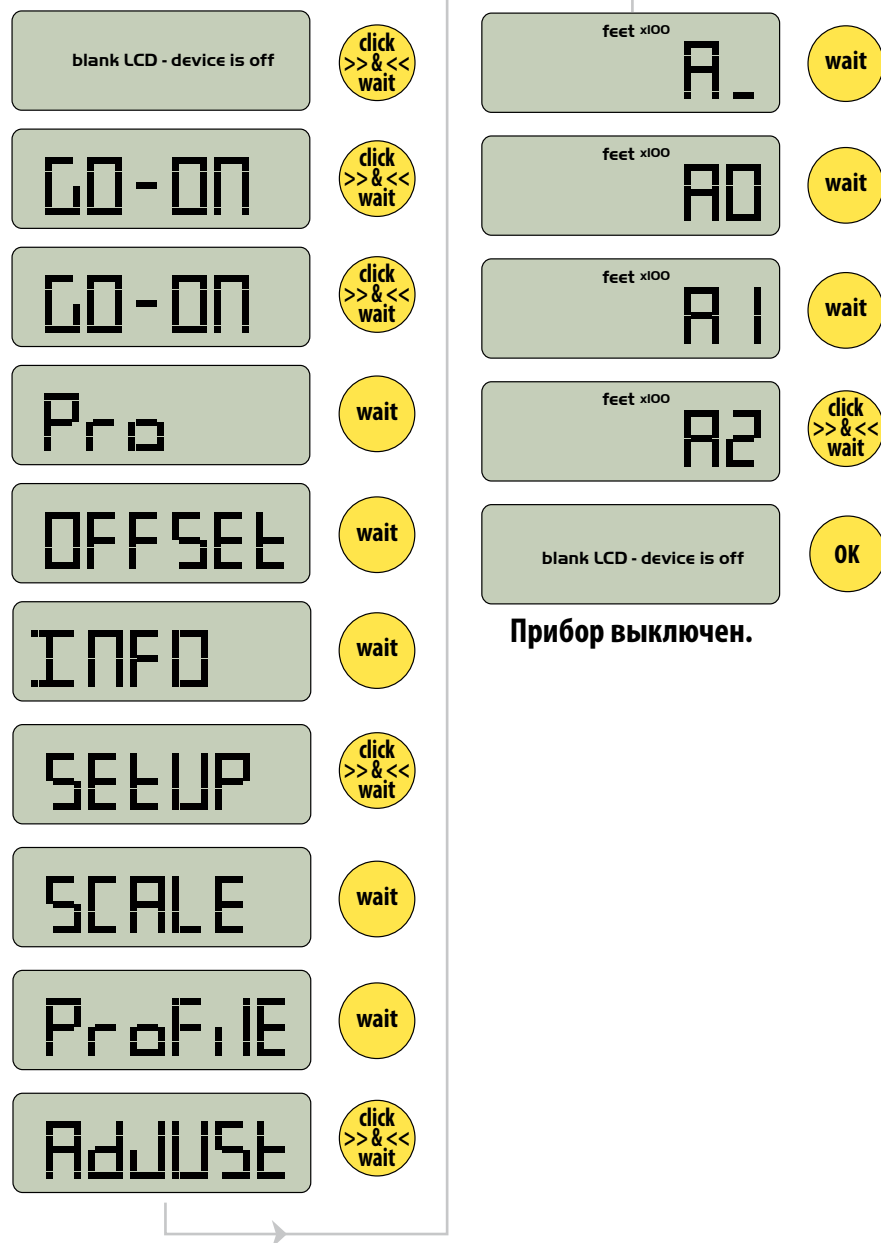 blank LCD - device is off
click
>> & <<
wait
GO-ON
click
>> & <<
wait
GO-ON
click
>> & <<
wait
Pro
wait
OFFSEt
wait
INFO
wait
SEtUP
click
>> & <<
wait
SCALE
wait
ProFilE
wait
AdJUSt
click
>> & <<
wait
feet x100
A_
wait
feet x100
A0
wait
feet x100
A1
wait
feet x100
A2
click
>> & <<
wait
blank LCD - device is off
OK
Прибор выключен.